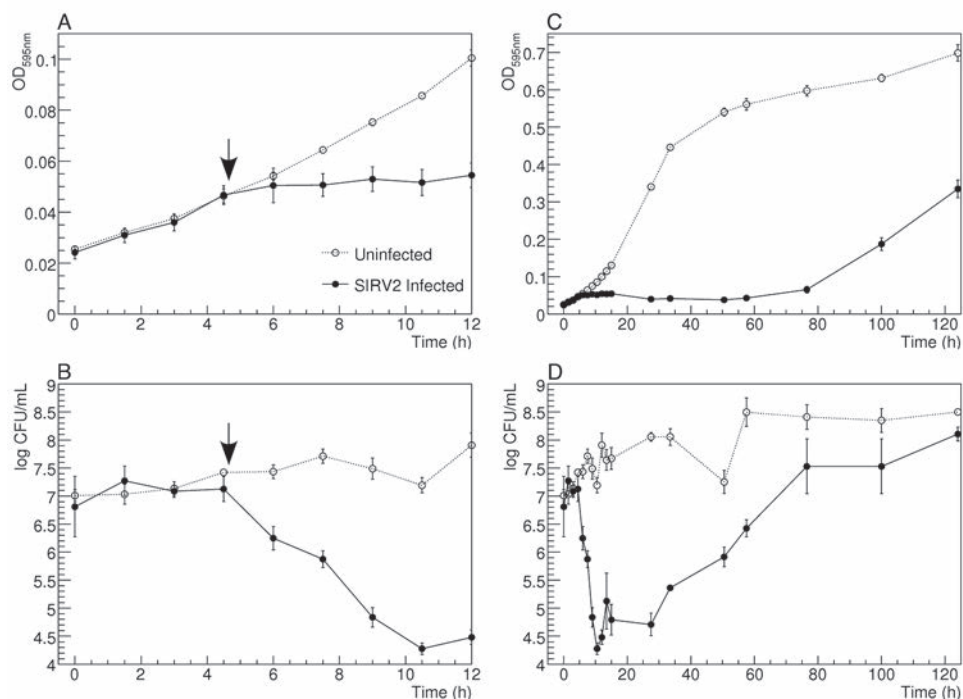 A
OD595nm
0.1
0.08
0.06
0.04
0.02
0
0 2 4 6 8 10 12
Time (h)
Uninfected
SIRV2 Infected
C
OD595nm
0.7
0.6
0.5
0.4
0.3
0.2
0.1
0
0 20 40 60 80 100 120
Time (h)
B
log CFU/mL
9
8.5
8
7.5
7
6.5
6
5.5
5
4.5
4
0 2 4 6 8 10 12
Time (h)
D
log CFU/mL
9
8.5
8
7.5
7
6.5
6
5.5
5
4.5
4
0 20 40 60 80 100 120
Time (h)